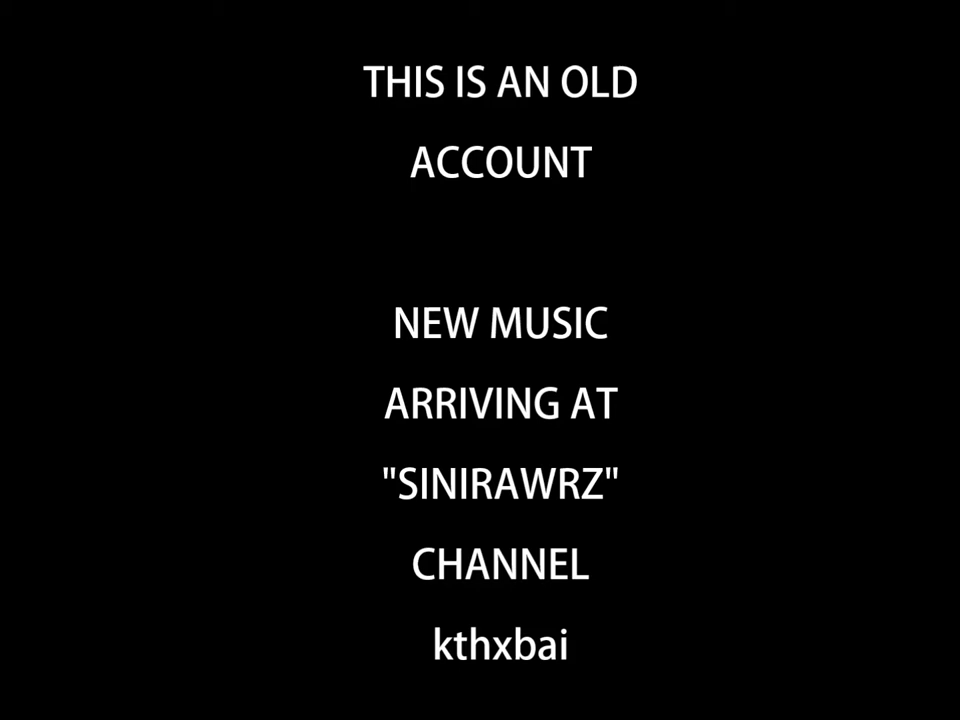 THIS IS AN OLD
ACCOUNT
NEW MUSIC
ARRIVING AT
"SINIRAWRZ"
CHANNEL
kthxbai